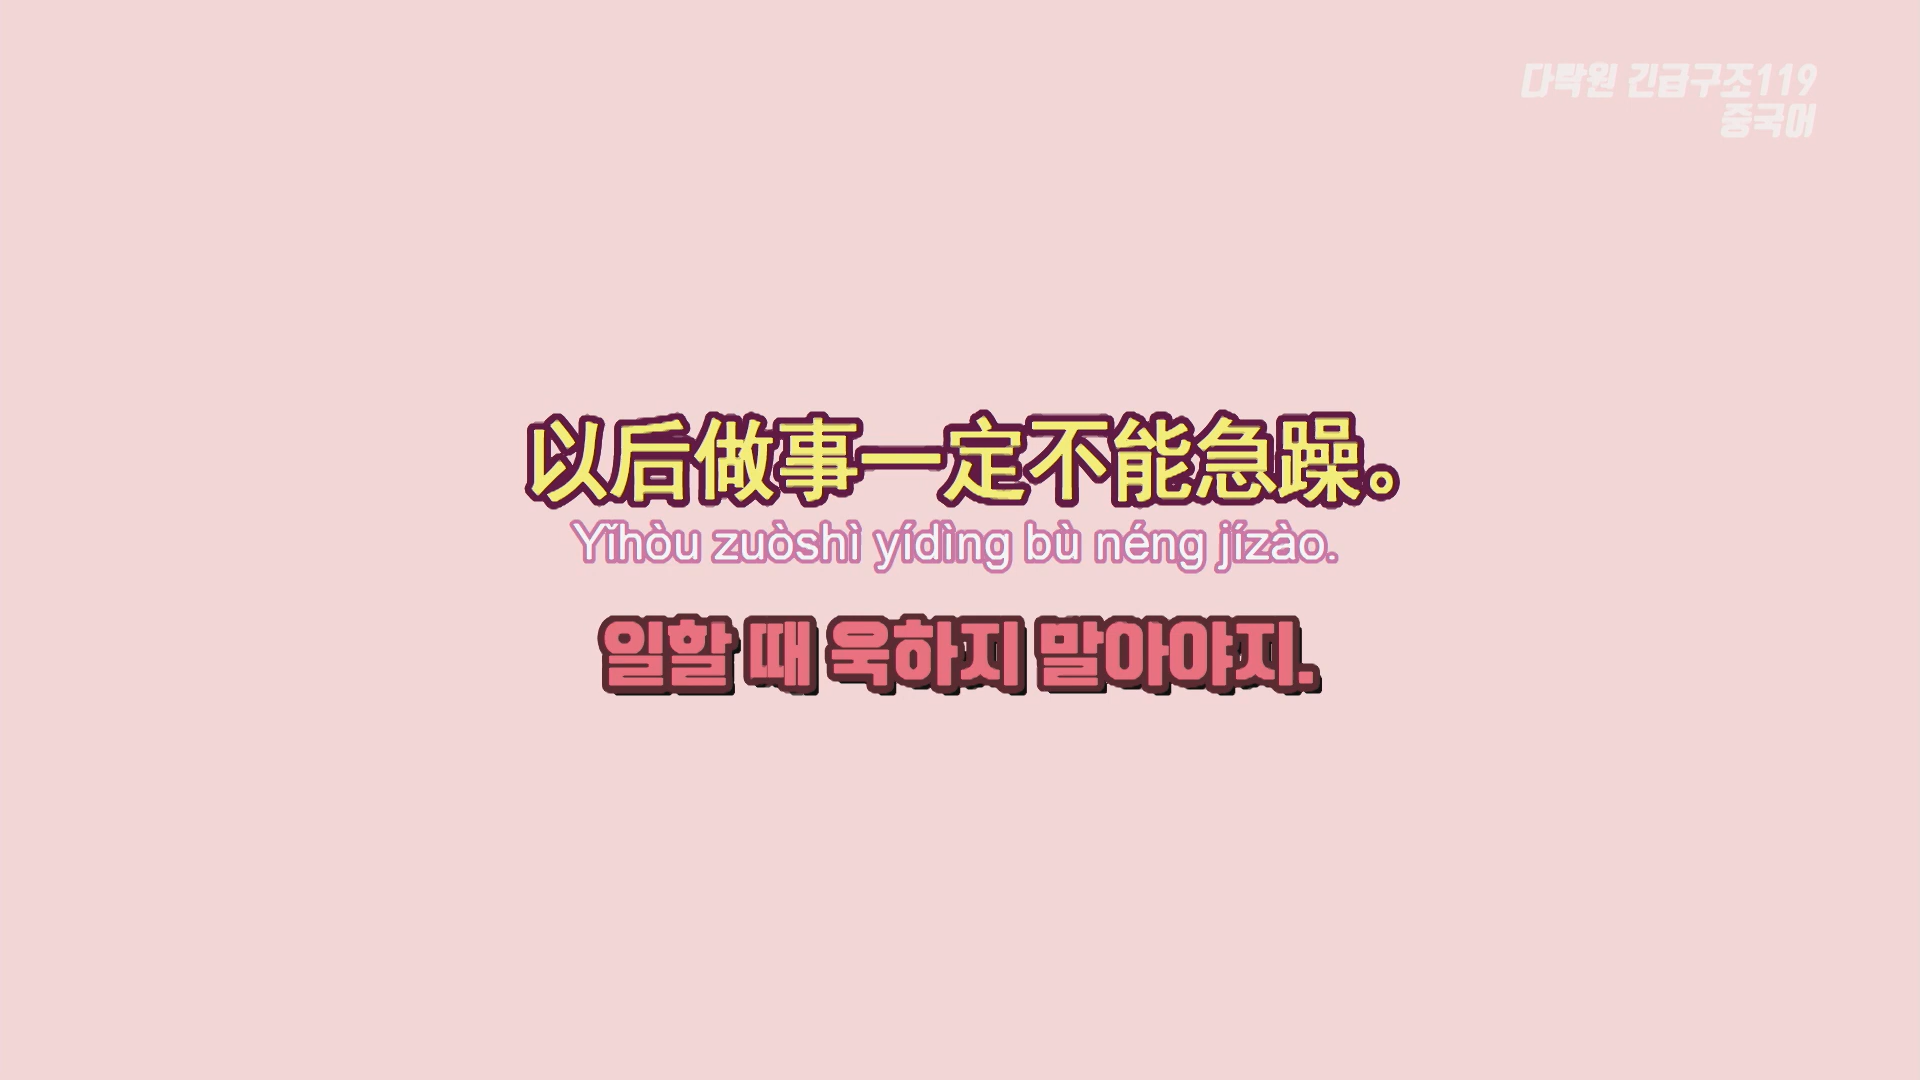 다락원 긴급구조119
중국어
以后做事一定不能急躁。
Yǐhòu zuòshì yídìng bù néng jízào.
일할 때 욱하지 말아야지.